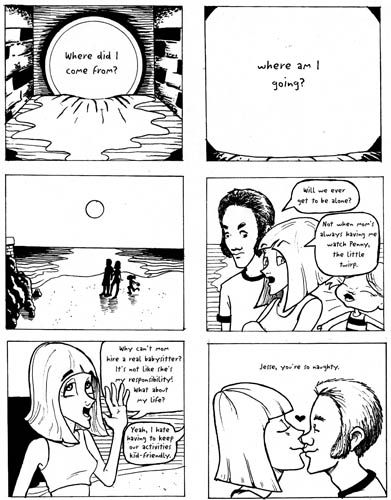 Where did I
come from?
where am I
going?
Will we ever
get to be alone?
Not when mom's
always having me
watch Penny,
the little
twirp.
Why can't mom
hire a real babysitter?
It's not like she's
my responsibility!
What about
my life?
Yeah, I hate
having to keep
our activities
kid-friendly.
Jesse, you're so naughty.